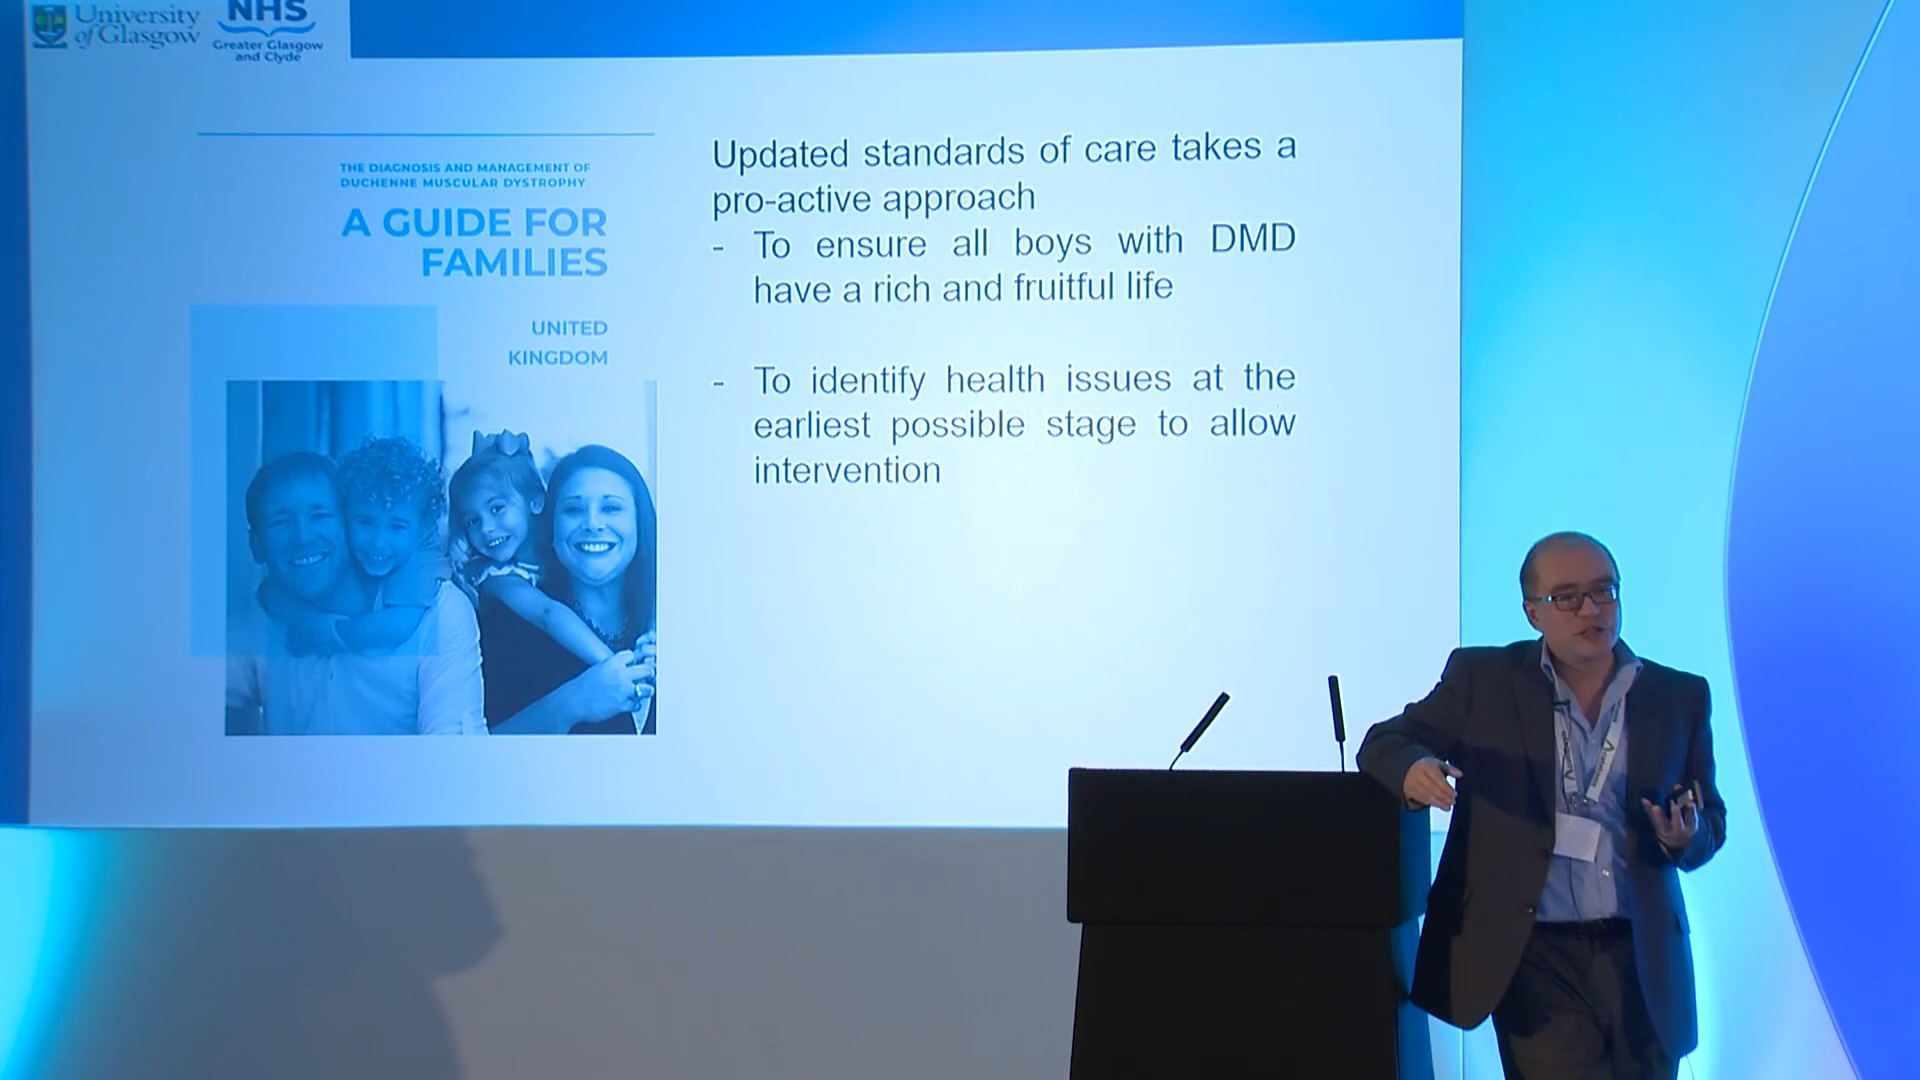 University
of Glasgow
NHS
Greater Glasgow
and Clyde
THE DIAGNOSIS AND MANAGEMENT OF
DUCHENNE MUSCULAR DYSTROPHY
A GUIDE FOR
FAMILIES
UNITED
KINGDOM
Updated standards of care takes a
pro-active approach
- To ensure all boys with DMD
have a rich and fruitful life
- To identify health issues at the
earliest possible stage to allow
intervention